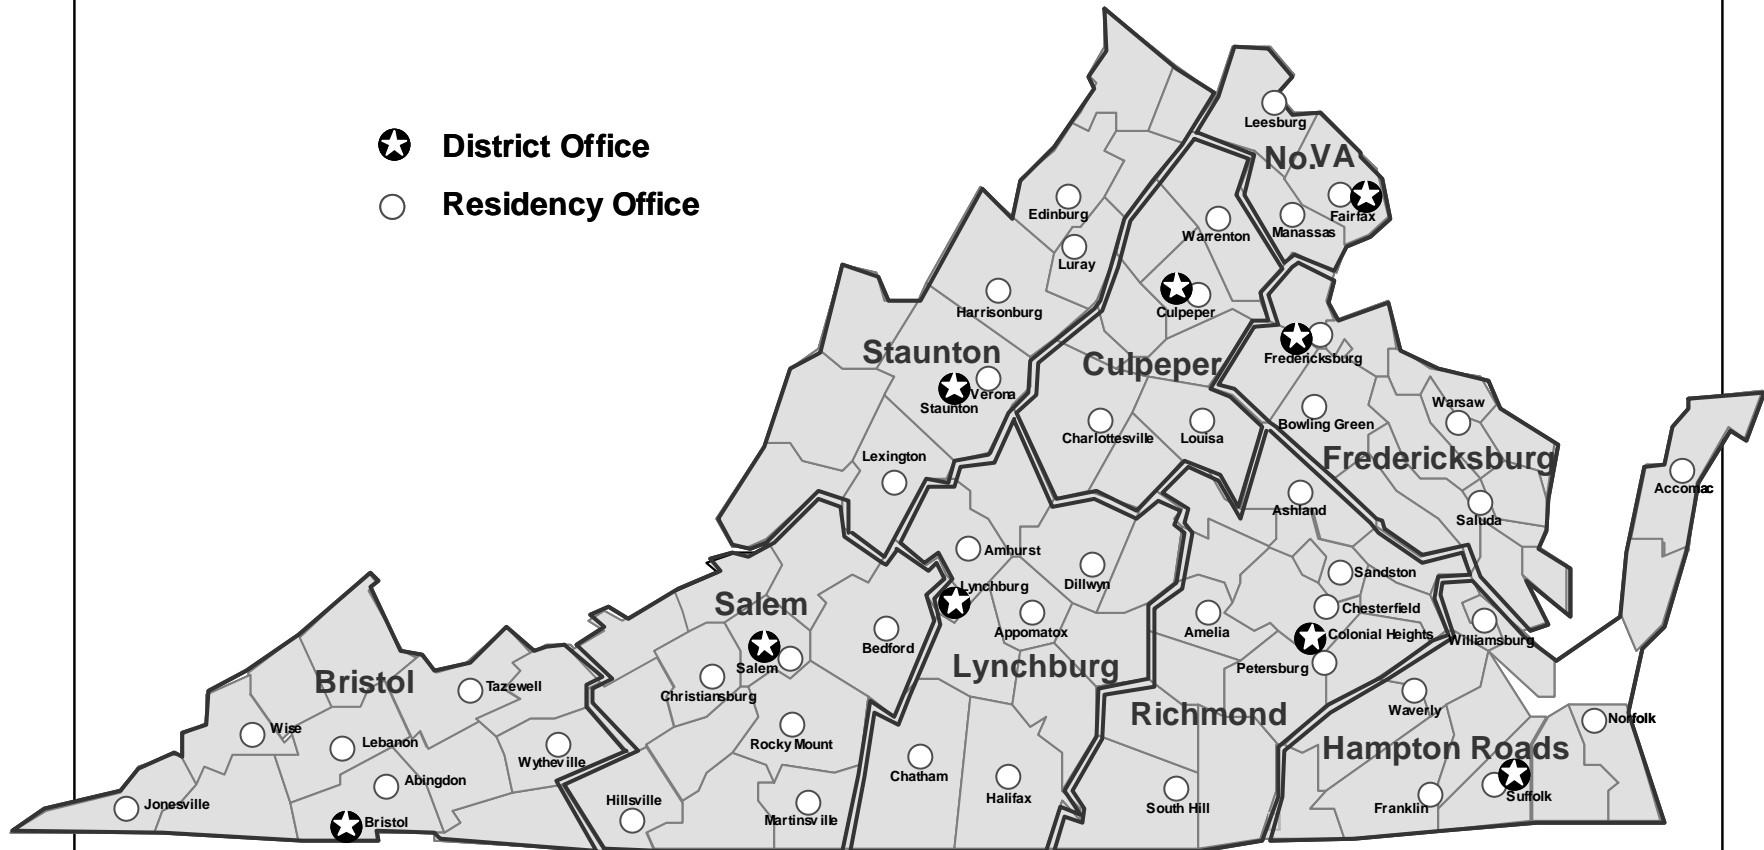 District Office
Residency Office
Leesburg
No.VA
Fairfax
Manassas
Edinburg
Luray
Warrenton
Harrisonburg
Culpeper
Staunton
Culpeper
Fredericksburg
Verona
Staunton
Warsaw
Bowling Green
Charlottesville
Louisa
Lexington
Fredericksburg
Accomac
Ashland
Saluda
Amhurst
Dillwyn
Lynchburg
Sandston
Salem
Chesterfield
Appomatox
Amelia
Colonial Heights
Williamsburg
Bedford
Salem
Petersburg
Lynchburg
Bristol
Tazewell
Christiansburg
Waverly
Richmond
Norfolk
Wise
Lebanon
Rocky Mount
Hampton Roads
Wytheville
Chatham
Abingdon
Halifax
Suffolk
Jonesville
Hillsville
South Hill
Franklin
Bristol
Martinsville